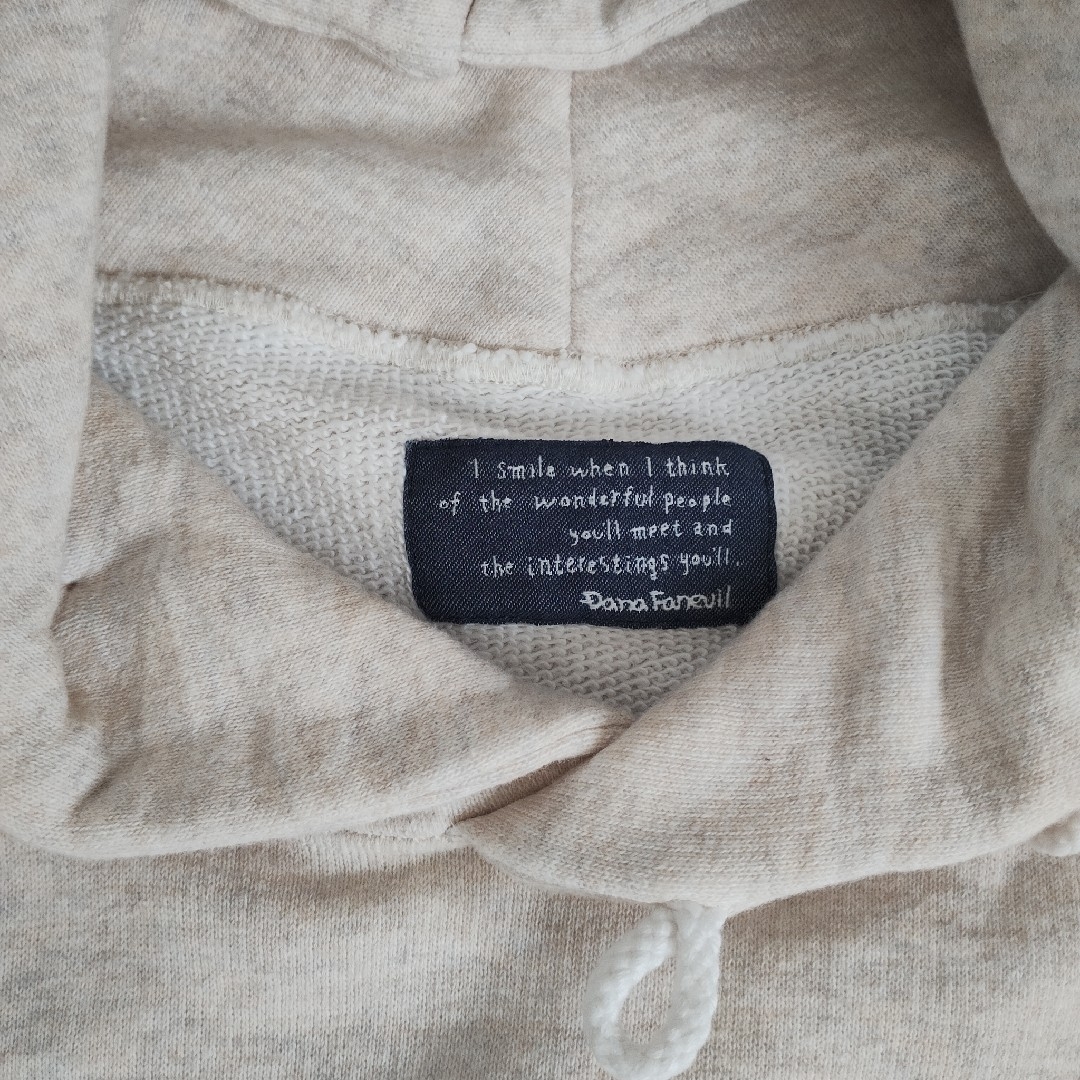 I smile when I think
of the wonderful people
you'll meet and
the interestings you'll.
Dana Faneuil